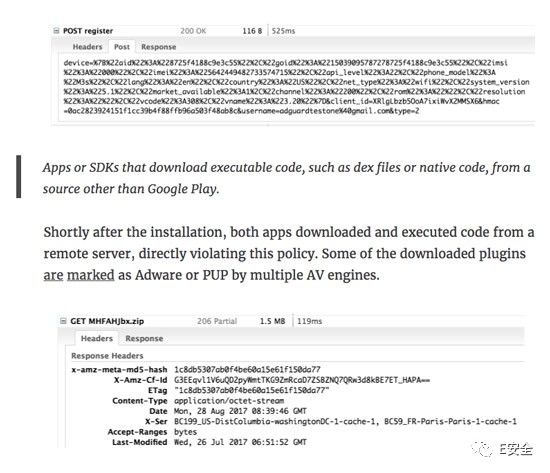 POST register 200 OK 116 B 525ms
Headers Post Response
device=%7B%22aid%22%3A%228725f4188c9e3c55%22%2C%22goid%22%3A%221503909578727 8725f4188c9e3c55%22%2C%22imsi
%22%3A%22000%22%2C%22imei%22%3A%22564244948273357 4715%22%2C%22api_level%22%3A22%2C%22phone_model%22%3A
%22M3s%22%2C%22lang%22%3A%22en%22%2C%22country%22%3A%22US%22%2C%22net_type%22%3A%22wifi%22%2C%22system_version
%22%3A%225.1%22%2C%22market_available%22%3A1%2C%22channel%22%3A%22200%22%2C%22rom%22%3A%22%22%2C%22resolution
%22%3A%22%22%2C%22vcode%22%3A308%2C%22vname%22%3A%223.20%22%7D&client_id=XRlgLbzb5OoA7ixiWvXZMMSX6&hmac
=0ac2823924151f1cc39b4f88ffb96a503f48ab8c&username=adguardtestone%40gmail.com&type=2
Apps or SDKs that download executable code, such as dex files or native code, from a
source other than Google Play.
Shortly after the installation, both apps downloaded and executed code from a
remote server, directly violating this policy. Some of the downloaded plugins
are marked as Adware or PUP by multiple AV engines.
GET MHFAHJbx.zip 206 Partial 1.5 MB 119ms
Headers Response
Response Headers
x-amz-meta-md5-hash 1c8db5307ab0f4be60a15e61f150da77
X-Amz-Cf-Id G3EEqvl1V6uQD2pyWmtTKG9ZmRcaD7ZS8ZNQ7QRw3d8kBE7ET_HAPA==
ETag "1c8db5307ab0f4be60a15e61f150da77"
Content-Type application/octet-stream
Date Mon, 28 Aug 2017 08:39:46 GMT
X-Ser BC199_US-DistColumbia-washingtonDC-1-cache-1, BC59_FR-Paris-Paris-1-cache-1
Accept-Ranges bytes
Last-Modified Wed, 26 Jul 2017 06:51:52 GMT
E安全